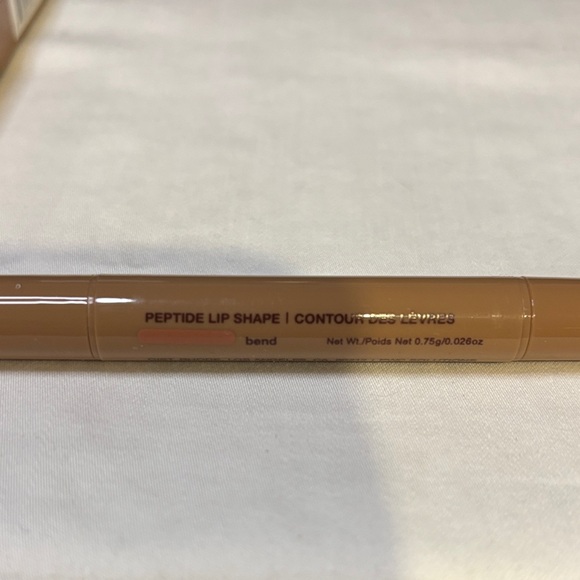 PEPTIDE LIP SHAPE | CONTOUR DES LÈVRES
bend Net Wt./Poids Net 0.75g/0.026oz